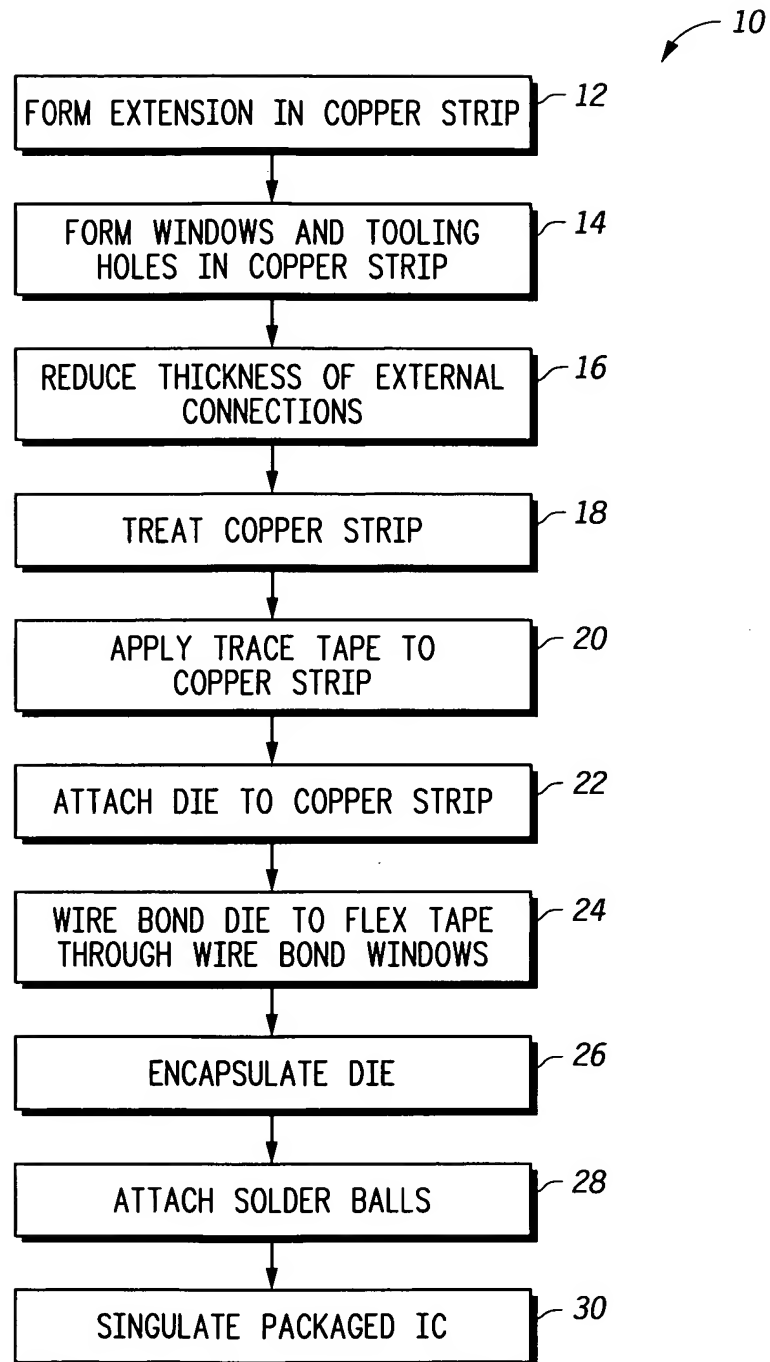 10
FORM EXTENSION IN COPPER STRIP
12
FORM WINDOWS AND TOOLING
HOLES IN COPPER STRIP
14
REDUCE THICKNESS OF EXTERNAL
CONNECTIONS
16
TREAT COPPER STRIP
18
APPLY TRACE TAPE TO
COPPER STRIP
20
ATTACH DIE TO COPPER STRIP
22
WIRE BOND DIE TO FLEX TAPE
THROUGH WIRE BOND WINDOWS
24
ENCAPSULATE DIE
26
ATTACH SOLDER BALLS
28
SINGULATE PACKAGED IC
30